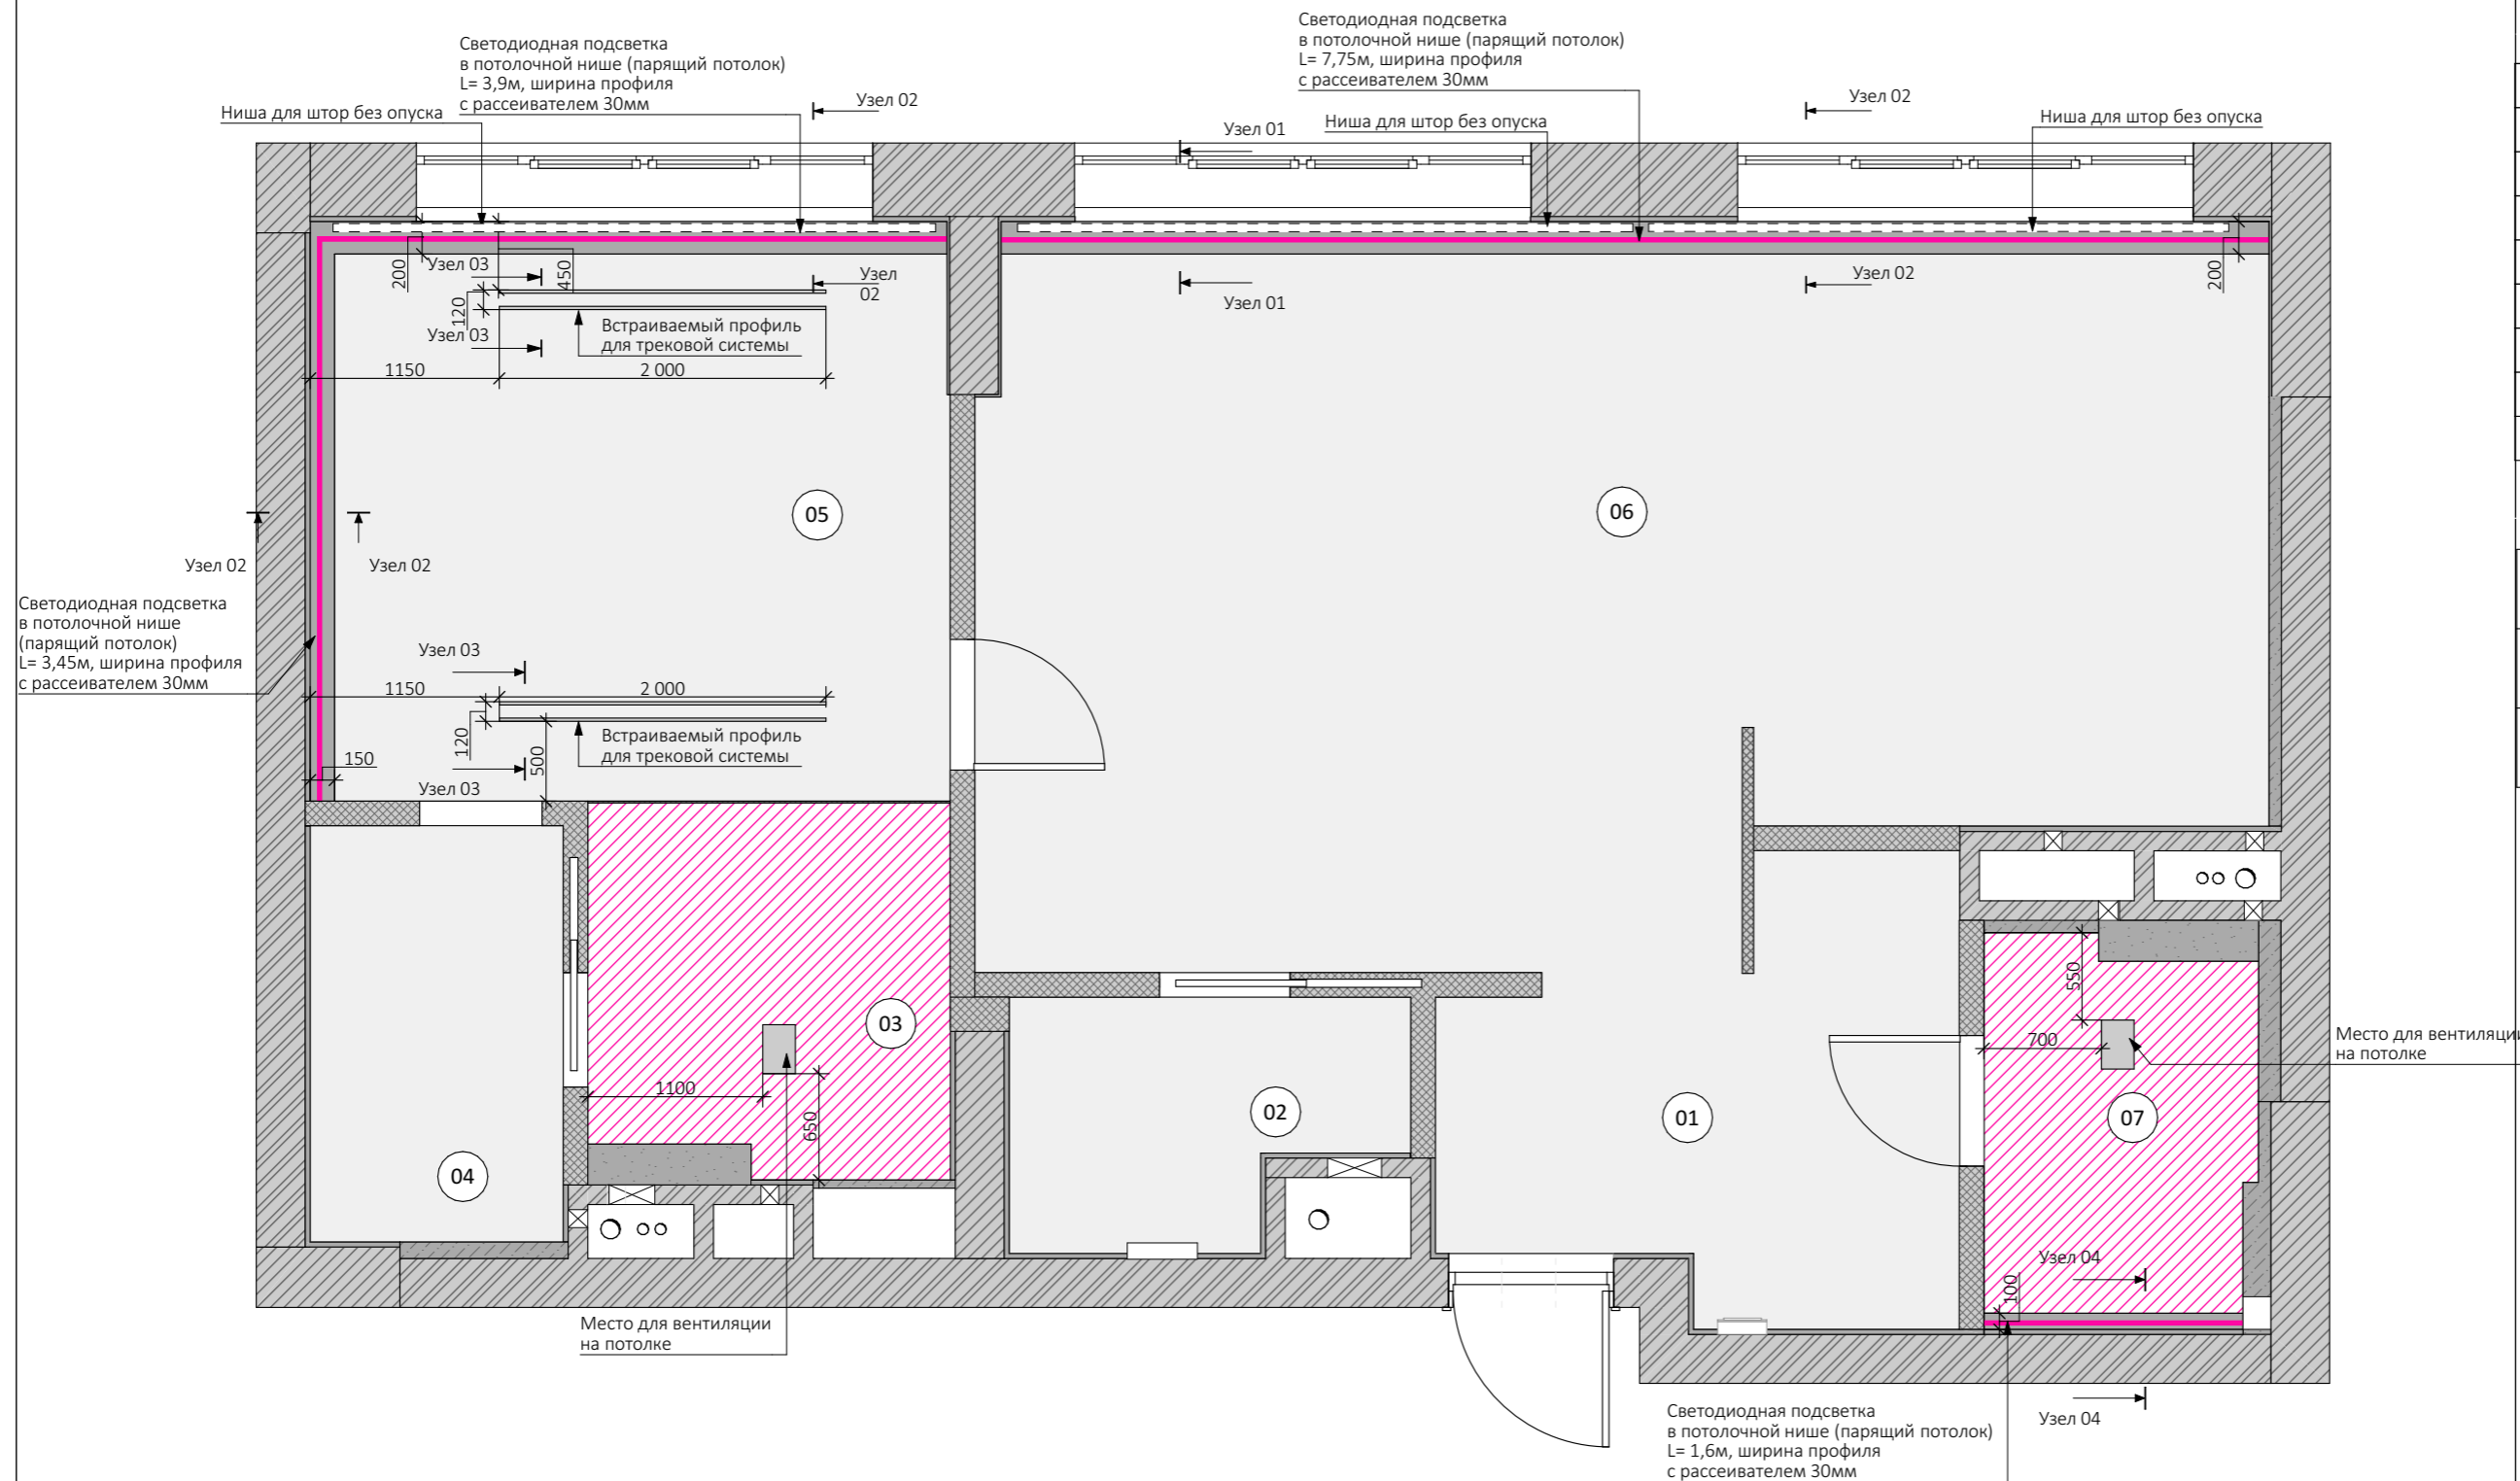 Светодиодная подсветка
в потолочной нише (парящий потолок)
L= 3,9м, ширина профиля
с рассеивателем 30мм
Светодиодная подсветка
в потолочной нише (парящий потолок)
L= 7,75м, ширина профиля
с рассеивателем 30мм
Ниша для штор без опуска
Узел 02
Узел 01
Ниша для штор без опуска
Узел 02
Ниша для штор без опуска
200
Узел 03
450
Узел
02
120
Узел 03
Встраиваемый профиль
для трековой системы
1150
2 000
Узел 01
Узел 02
200
05
06
Узел 02
Узел 02
Светодиодная подсветка
в потолочной нише
(парящий потолок)
L= 3,45м, ширина профиля
с рассеивателем 30мм
Узел 03
1150
2 000
120
500
Встраиваемый профиль
для трековой системы
150
Узел 03
03
1100
650
04
02
01
550
700
07
Место для вентиляции
на потолке
Узел 04
100
Место для вентиляции
на потолке
Узел 04
Светодиодная подсветка
в потолочной нише (парящий потолок)
L= 1,6м, ширина профиля
с рассеивателем 30мм